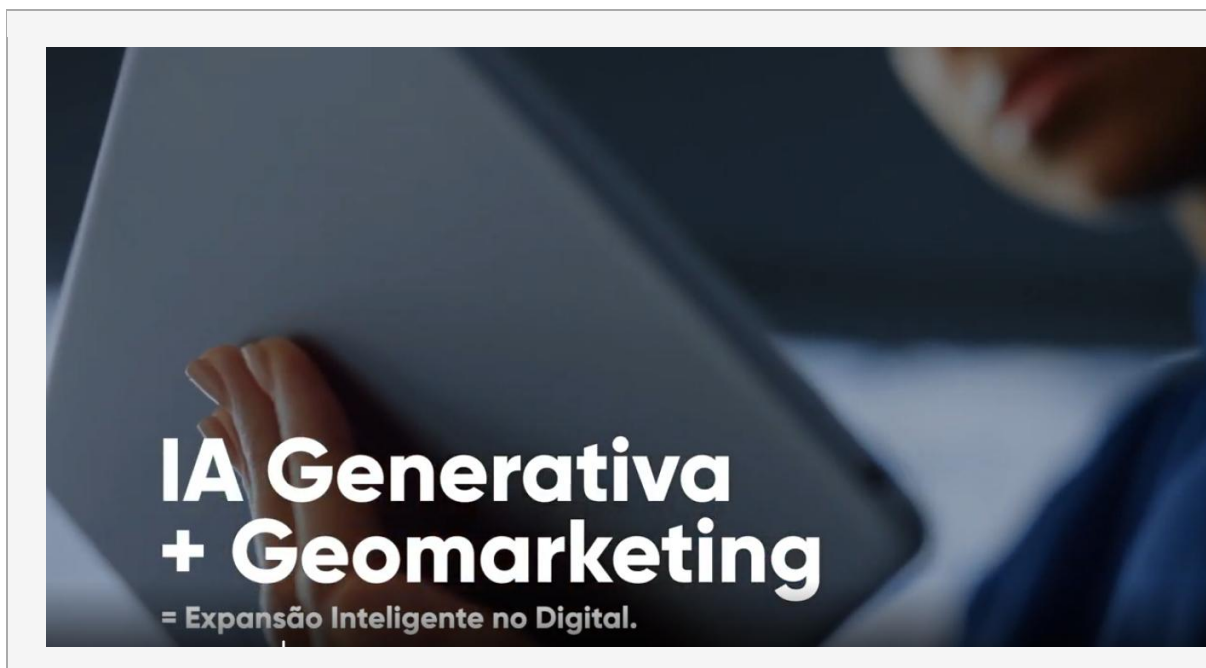 IA Generativa
+ Geomarketing
= Expansão Inteligente no Digital.